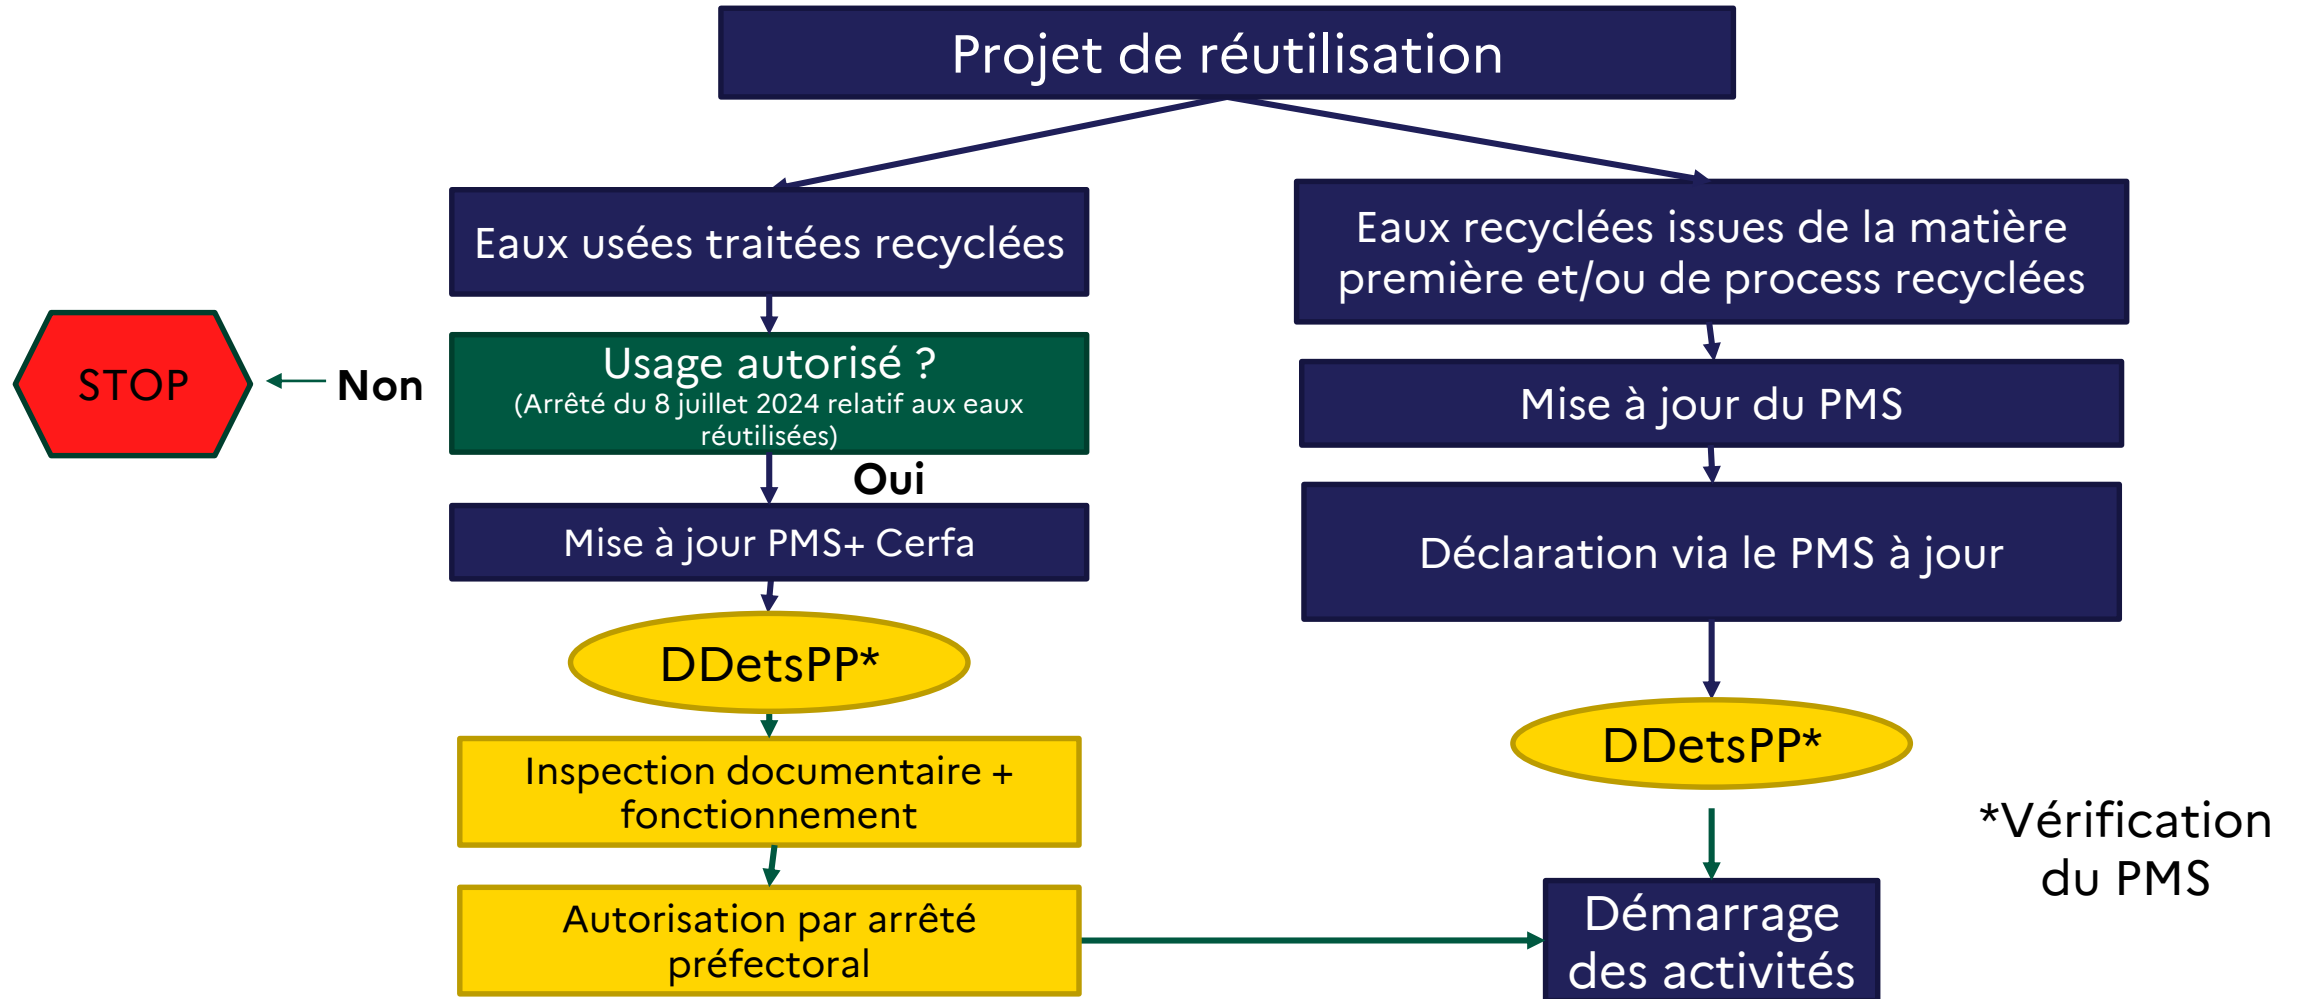 Projet de réutilisation
Eaux usées traitées recyclées
Usage autorisé ?
(Arrêté du 8 juillet 2024 relatif aux eaux
réutilisées)
Non
STOP
Oui
Mise à jour PMS+ Cerfa
DDetsPP*
Inspection documentaire +
fonctionnement
Autorisation par arrêté
préfectoral
Eaux recyclées issues de la matière
première et/ou de process recyclées
Mise à jour du PMS
Déclaration via le PMS à jour
DDetsPP*
Démarrage
des activités
*Vérification
du PMS